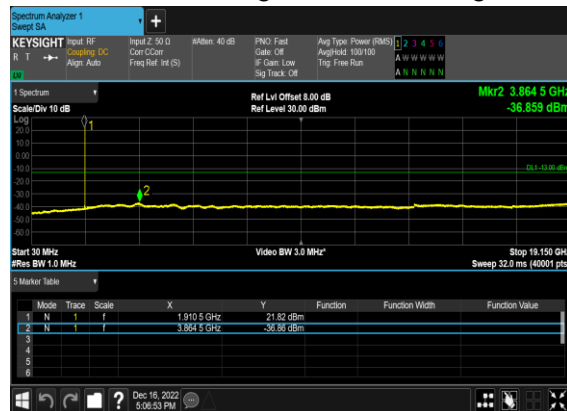 Spectrum Analyzer 1
Swept SA
+
KEYSIGHT Input: RF Input Z: 50 Ω #Atten: 40 dB PNO: Fast Avg Type: Power (RMS) 1 2 3 4 5 6
R T Coupling: DC Corr CCorr Gate: Off Avg|Hold: 100/100 A W W W W W
Align: Auto Freq Ref: Int (S) IF Gain: Low Trig: Free Run
LW Sig Track: Off A N N N N N
1 Spectrum Ref Lvl Offset 8.00 dB Mkr2 3.864 5 GHz
Scale/Div 10 dB Ref Level 30.00 dBm -36.859 dBm
Log
20.0 1
10.0
0.00
-10.0 DL1 -13.00 dBm
-20.0
-30.0 2
-40.0
-50.0
-60.0
Start 30 MHz Video BW 3.0 MHz* Stop 19.150 GHz
#Res BW 1.0 MHz Sweep 32.0 ms (40001 pts)
5 Marker Table
Mode Trace Scale X Y Function Function Width Function Value
1 N 1 f 1.910 5 GHz 21.82 dBm
2 N 1 f 3.864 5 GHz -36.86 dBm
3
4
5
6
? Dec 16, 2022
5:06:53 PM